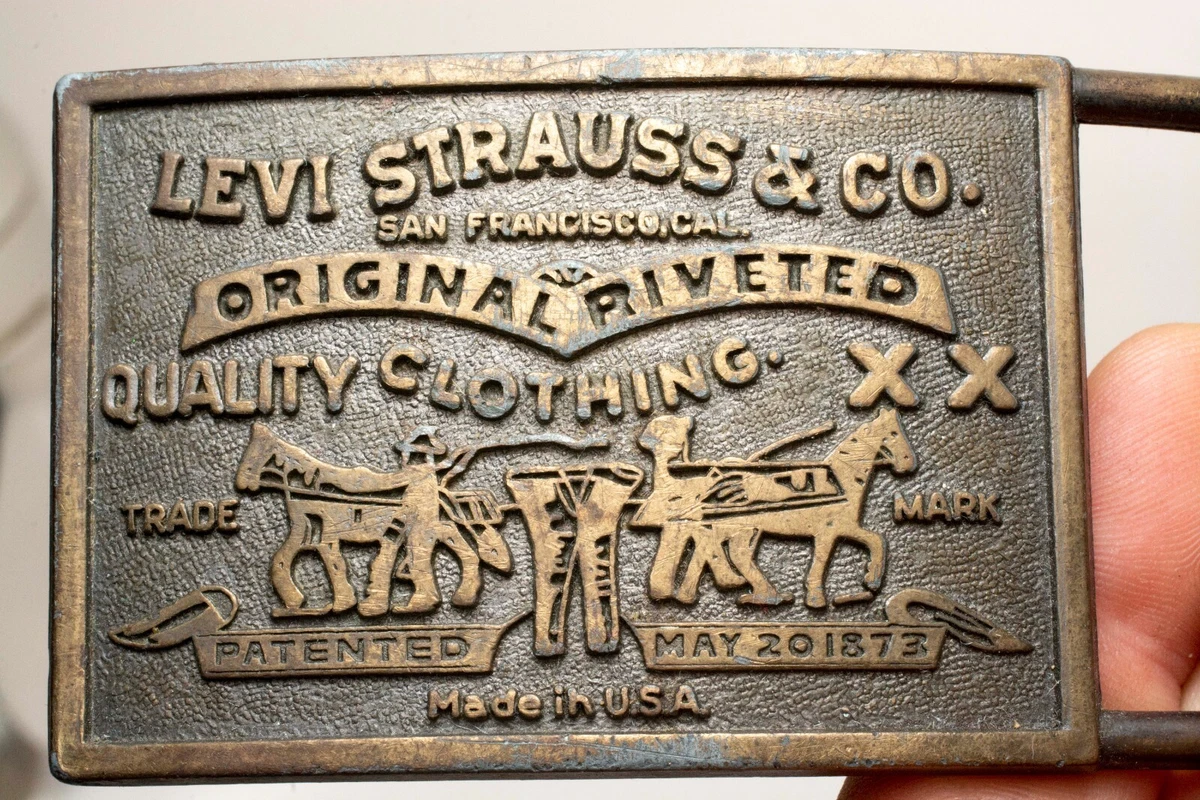 LEVI STRAUSS & CO.
SAN FRANCISCO, CAL.
ORIGINAL RIVETED
QUALITY CLOTHING. XX
TRADE MARK
PATENTED MAY 20 1873
Made in U.S.A.